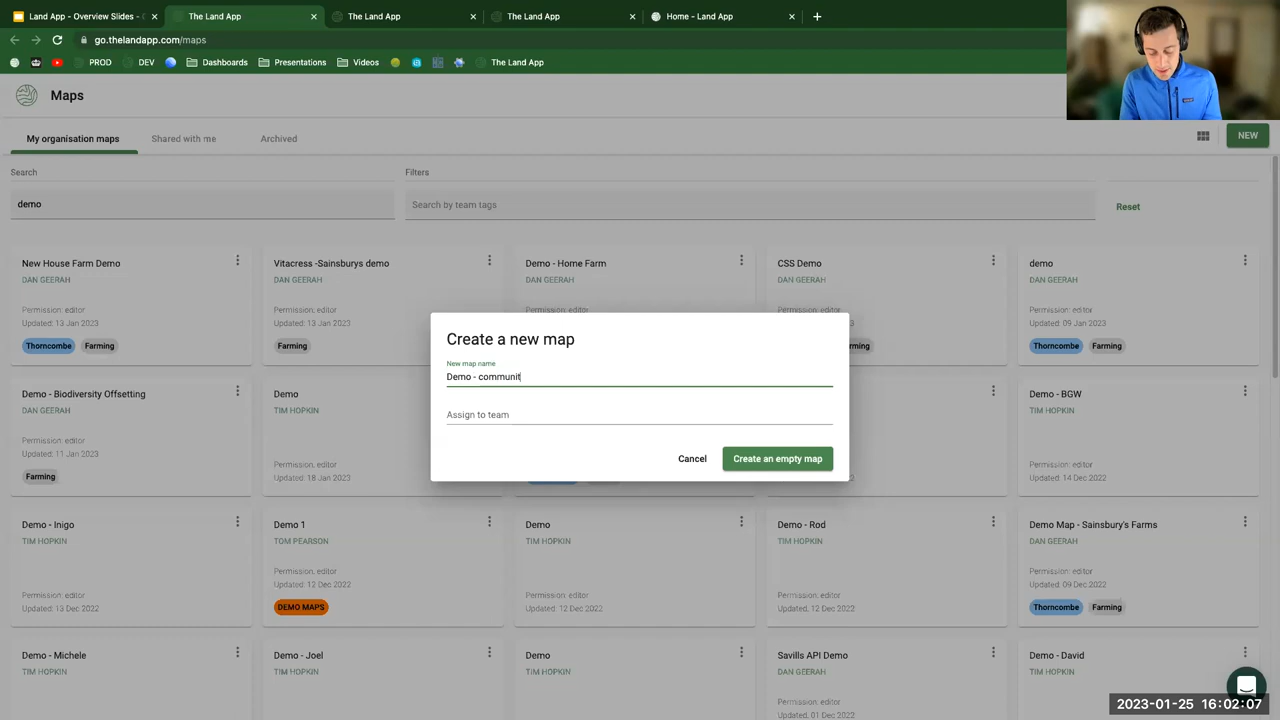 Land App - Overview Slides - G
The Land App
The Land App
The Land App
Home - Land App
go.thelandapp.com/maps
PROD
DEV
Dashboards
Presentations
Videos
The Land App
Maps
My organisation maps
Shared with me
Archived
NEW
Search
Filters
demo
Search by team tags
Reset
New House Farm Demo
DAN GEERAH
Permission: editor
Updated: 13 Jan 2023
Thorncombe
Farming
Vitacress -Sainsburys demo
DAN GEERAH
Permission: editor
Updated: 13 Jan 2023
Farming
Demo - Home Farm
DAN GEERAH
Permission: editor
CSS Demo
DAN GEERAH
Permission: editor
3
rming
demo
DAN GEERAH
Permission: editor
Updated: 09 Jan 2023
Thorncombe
Farming
Create a new map
New map name
Demo - communit
Assign to team
Cancel
Create an empty map
Demo - Biodiversity Offsetting
DAN GEERAH
Permission: editor
Updated: 11 Jan 2023
Farming
Demo
TIM HOPKIN
Permission: editor
Updated: 18 Jan 2023
2
Demo - BGW
TIM HOPKIN
Permission: editor
Updated: 14 Dec 2022
Demo - Inigo
TIM HOPKIN
Permission: editor
Updated: 13 Dec 2022
Demo 1
TOM PEARSON
Permission: editor
Updated: 12 Dec 2022
DEMO MAPS
Demo
TIM HOPKIN
Permission: editor
Updated: 12 Dec 2022
Demo - Rod
TIM HOPKIN
Permission: editor
Updated: 12 Dec 2022
Demo Map - Sainsbury's Farms
DAN GEERAH
Permission: editor
Updated: 09 Dec 2022
Thorncombe
Farming
Demo - Michele
TIM HOPKIN
Demo - Joel
TIM HOPKIN
Demo
TIM HOPKIN
Savills API Demo
DAN GEERAH
Permission: editor
Updated: 01 Dec 2022
Demo - David
TIM HOPKIN
2023-01-25 16:02:07